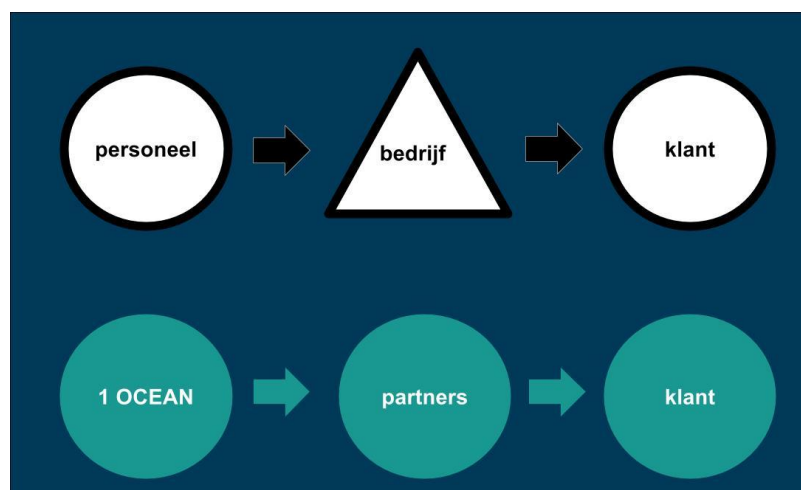 personeel
bedrijf
klant
1 OCEAN
partners
klant